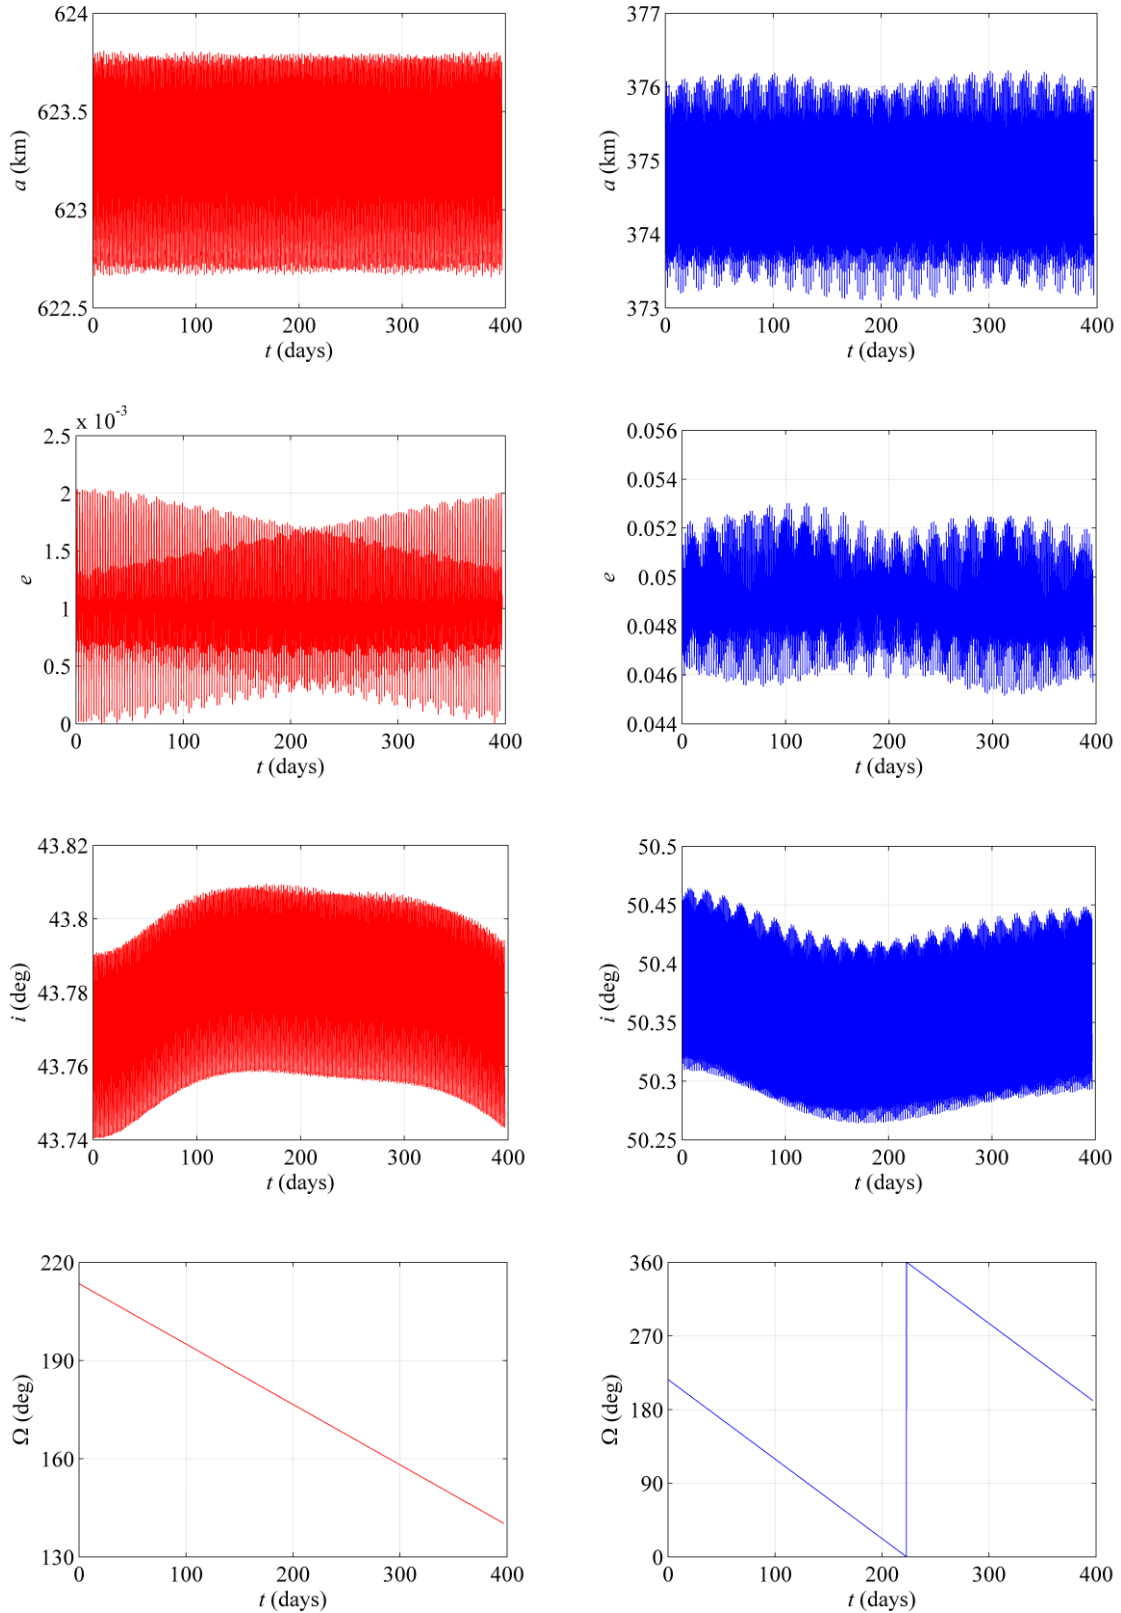 624
623.5
623
622.5
a (km)
0 100 200 300 400
t (days)
377
376
375
374
373
a (km)
0 100 200 300 400
t (days)
x 10⁻³
2.5
2
1.5
1
0.5
0
e
0 100 200 300 400
t (days)
0.056
0.054
0.052
0.05
0.048
0.046
0.044
e
0 100 200 300 400
t (days)
43.82
43.8
43.78
43.76
43.74
i (deg)
0 100 200 300 400
t (days)
50.5
50.45
50.4
50.35
50.3
50.25
i (deg)
0 100 200 300 400
t (days)
220
190
160
130
Ω (deg)
0 100 200 300 400
t (days)
360
270
180
90
0
Ω (deg)
0 100 200 300 400
t (days)